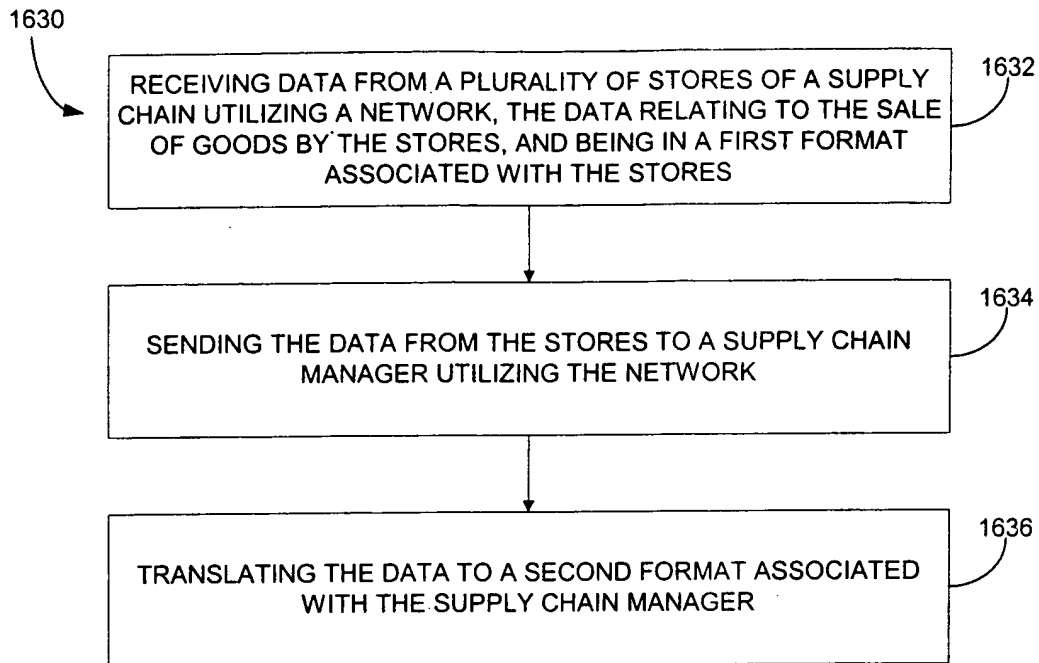 1630
RECEIVING DATA FROM A PLURALITY OF STORES OF A SUPPLY
CHAIN UTILIZING A NETWORK, THE DATA RELATING TO THE SALE
OF GOODS BY THE STORES, AND BEING IN A FIRST FORMAT
ASSOCIATED WITH THE STORES
1632
SENDING THE DATA FROM THE STORES TO A SUPPLY CHAIN
MANAGER UTILIZING THE NETWORK
1634
TRANSLATING THE DATA TO A SECOND FORMAT ASSOCIATED
WITH THE SUPPLY CHAIN MANAGER
1636